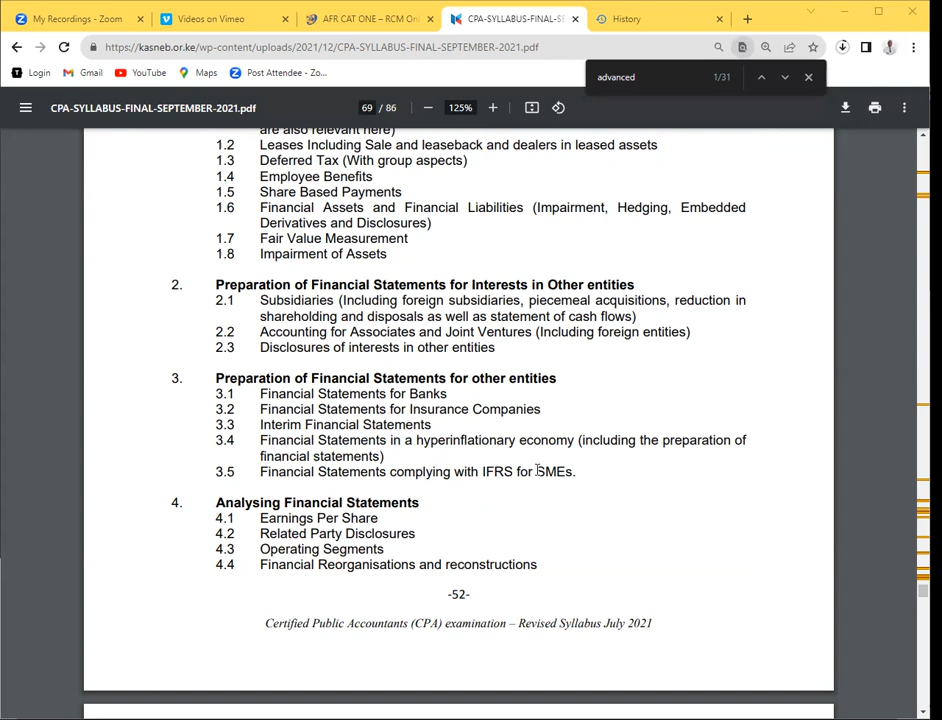 My Recordings - Zoom
Videos on Vimeo
AFR CAT ONE – RCM On
CPA-SYLLABUS-FINAL-SEPTEMBE
History
https://kasneb.or.ke/wp-content/uploads/2021/12/CPA-SYLLABUS-FINAL-SEPTEMBER-2021.pdf
Login
Gmail
YouTube
Maps
Post Attendee - Zo...
advanced 1/31
CPA-SYLLABUS-FINAL-SEPTEMBER-2021.pdf
69 / 86
125%
are also relevant here)
1.2 Leases Including Sale and leaseback and dealers in leased assets
1.3 Deferred Tax (With group aspects)
1.4 Employee Benefits
1.5 Share Based Payments
1.6 Financial Assets and Financial Liabilities (Impairment, Hedging, Embedded
Derivatives and Disclosures)
1.7 Fair Value Measurement
1.8 Impairment of Assets
2. Preparation of Financial Statements for Interests in Other entities
2.1 Subsidiaries (Including foreign subsidiaries, piecemeal acquisitions, reduction in
shareholding and disposals as well as statement of cash flows)
2.2 Accounting for Associates and Joint Ventures (Including foreign entities)
2.3 Disclosures of interests in other entities
3. Preparation of Financial Statements for other entities
3.1 Financial Statements for Banks
3.2 Financial Statements for Insurance Companies
3.3 Interim Financial Statements
3.4 Financial Statements in a hyperinflationary economy (including the preparation of
financial statements)
3.5 Financial Statements complying with IFRS for SMEs.
4. Analysing Financial Statements
4.1 Earnings Per Share
4.2 Related Party Disclosures
4.3 Operating Segments
4.4 Financial Reorganisations and reconstructions
-52-
Certified Public Accountants (CPA) examination – Revised Syllabus July 2021